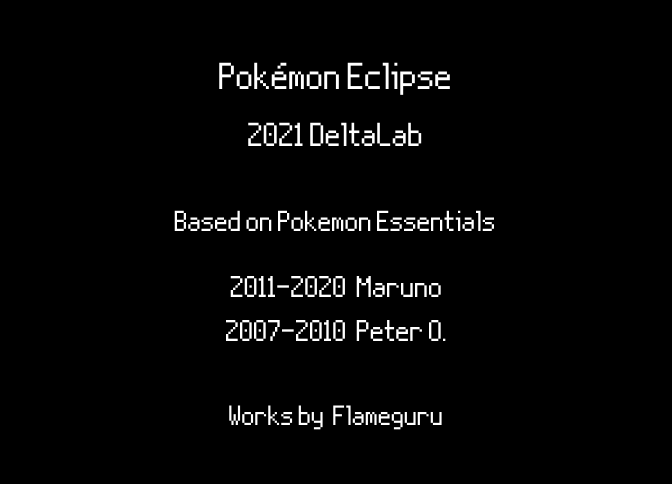 Pokémon Eclipse
2021 DeltaLab
Based on Pokemon Essentials
2011-2020 Maruno
2007-2010 Peter O.
Works by Flameguru